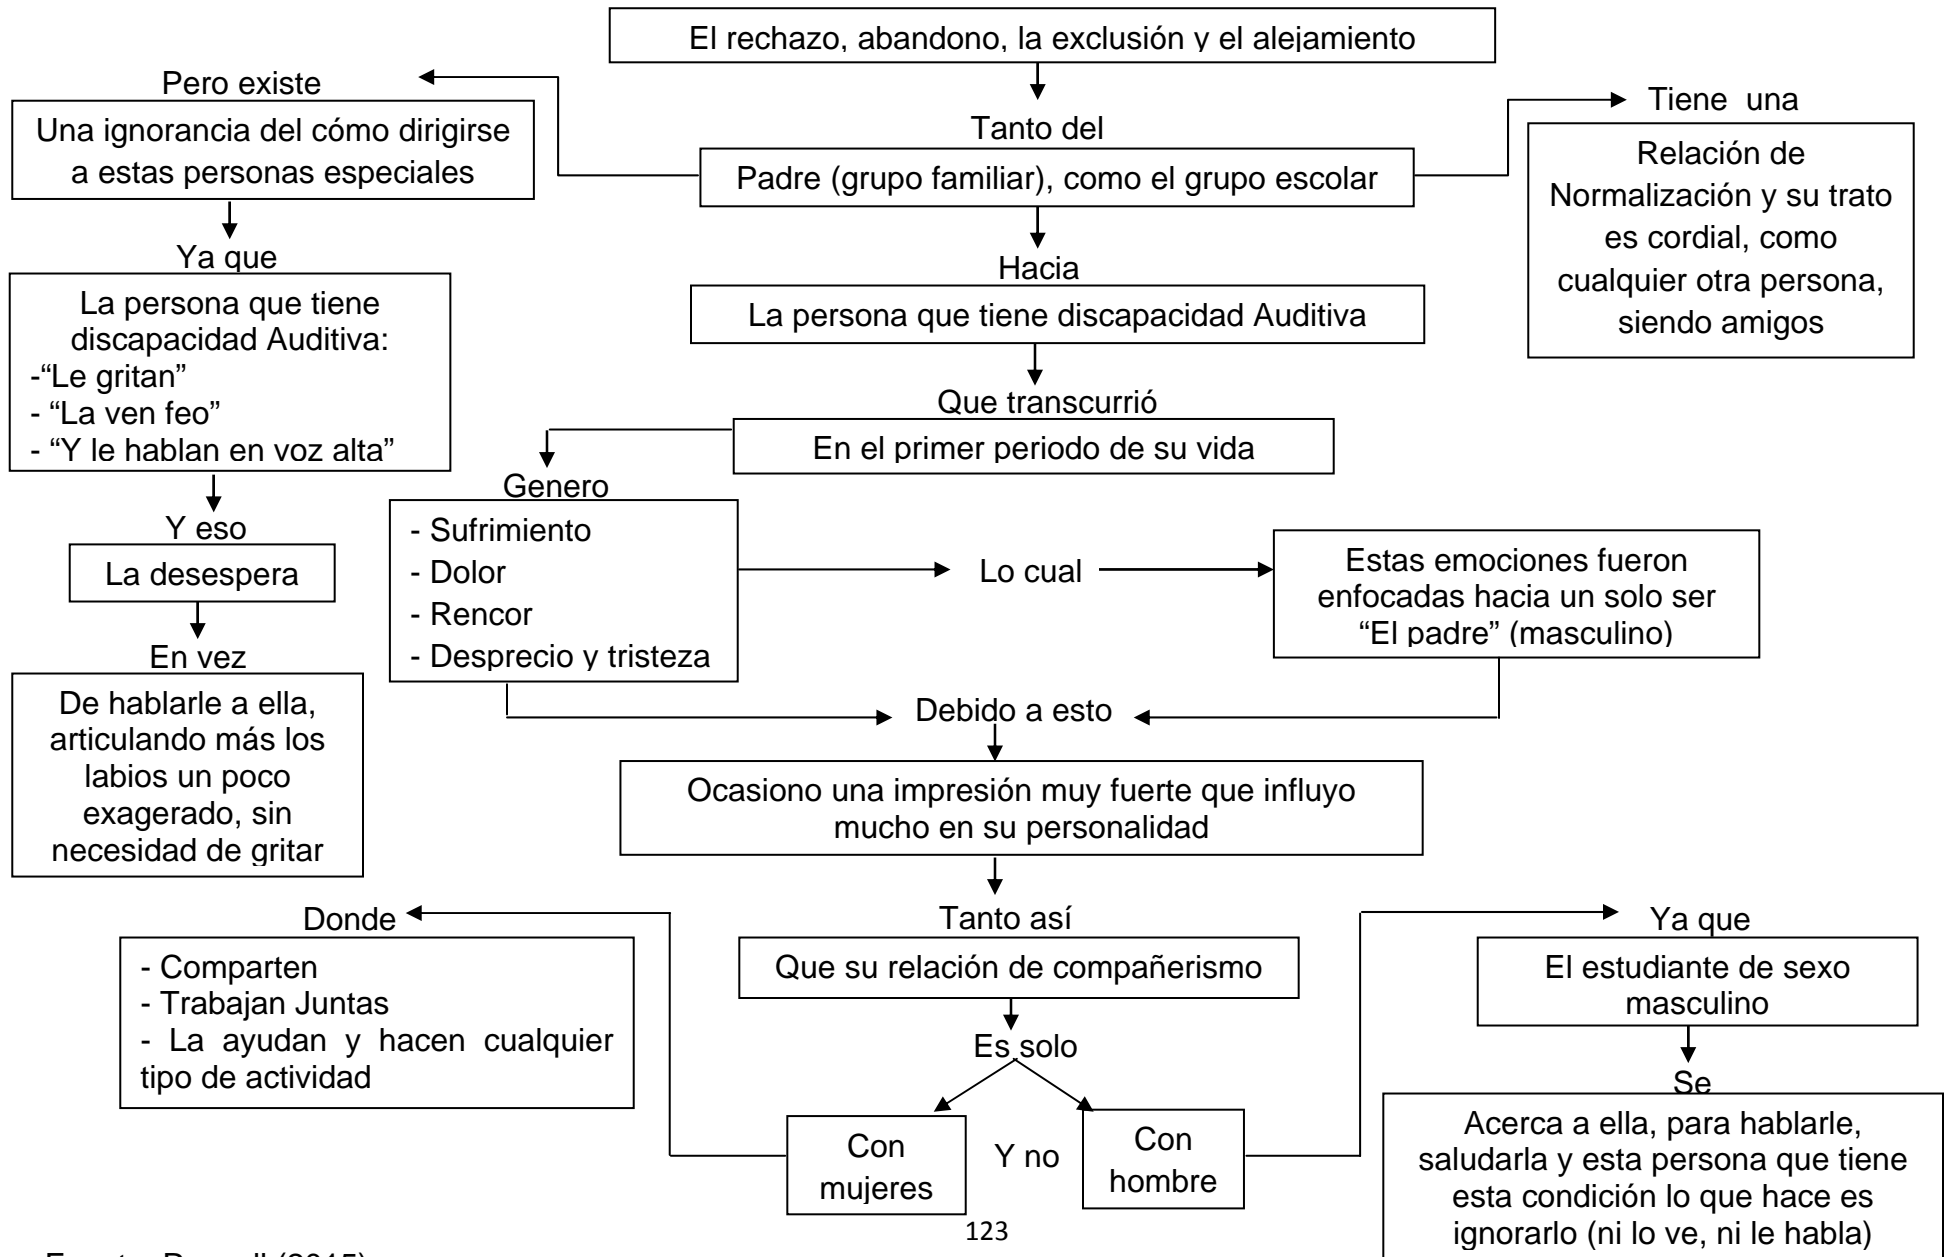 El rechazo, abandono, la exclusión y el alejamiento
Pero existe
Una ignorancia del cómo dirigirse
a estas personas especiales
Tanto del
Padre (grupo familiar), como el grupo escolar
Tiene una
Relación de
Normalización y su trato
es cordial, como
cualquier otra persona,
siendo amigos
Ya que
La persona que tiene
discapacidad Auditiva:
-“Le gritan”
- “La ven feo”
- “Y le hablan en voz alta”
Hacia
La persona que tiene discapacidad Auditiva
Que transcurrió
En el primer periodo de su vida
Y eso
La desespera
En vez
De hablarle a ella,
articulando más los
labios un poco
exagerado, sin
necesidad de gritar
Genero
- Sufrimiento
- Dolor
- Rencor
- Desprecio y tristeza
Lo cual
Estas emociones fueron
enfocadas hacia un solo ser
“El padre” (masculino)
Debido a esto
Ocasiono una impresión muy fuerte que influyo
mucho en su personalidad
Tanto así
Que su relación de compañerismo
Es solo
Donde
- Comparten
- Trabajan Juntas
- La ayudan y hacen cualquier
tipo de actividad
Con
mujeres
Y no
Con
hombre
Ya que
El estudiante de sexo
masculino
Se
Acerca a ella, para hablarle,
saludarla y esta persona que tiene
esta condición lo que hace es
ignorarlo (ni lo ve, ni le habla)
123